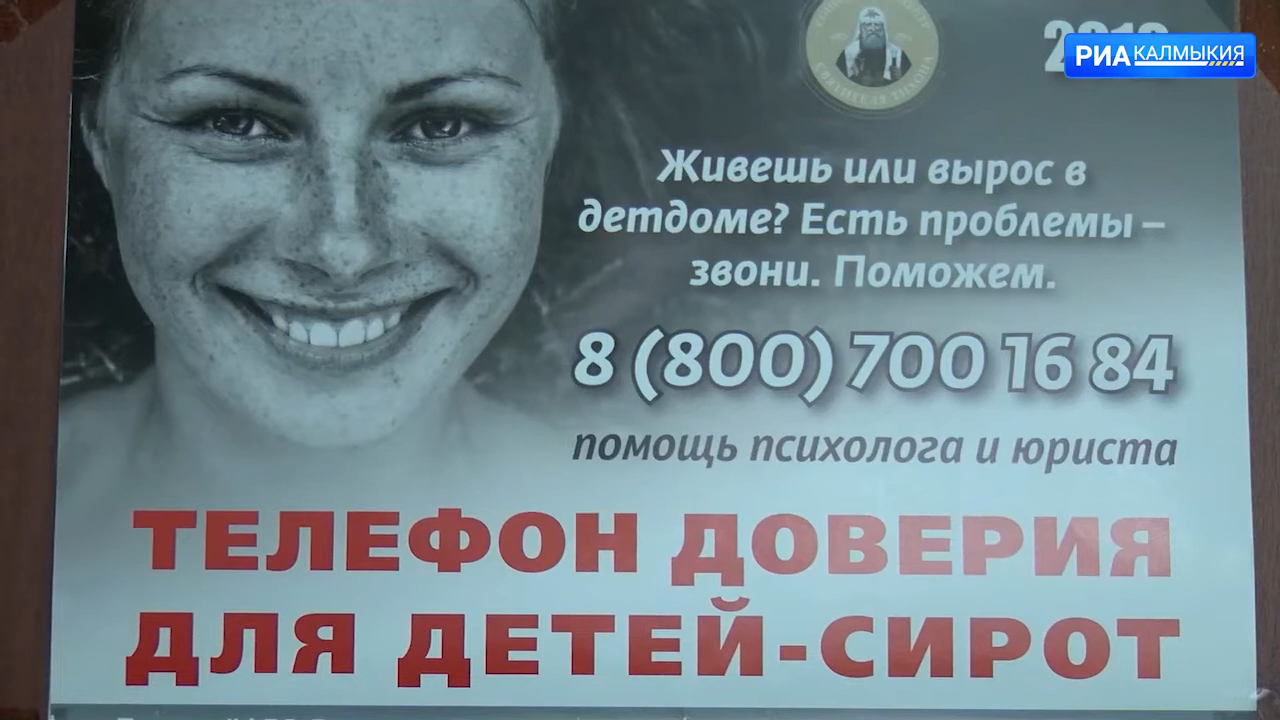 РИА КАЛМЫКИЯ
Живешь или вырос в
детдоме? Есть проблемы –
звони. Поможем.
8 (800) 700 16 84
помощь психолога и юриста
ТЕЛЕФОН ДОВЕРИЯ
ДЛЯ ДЕТЕЙ-СИРОТ